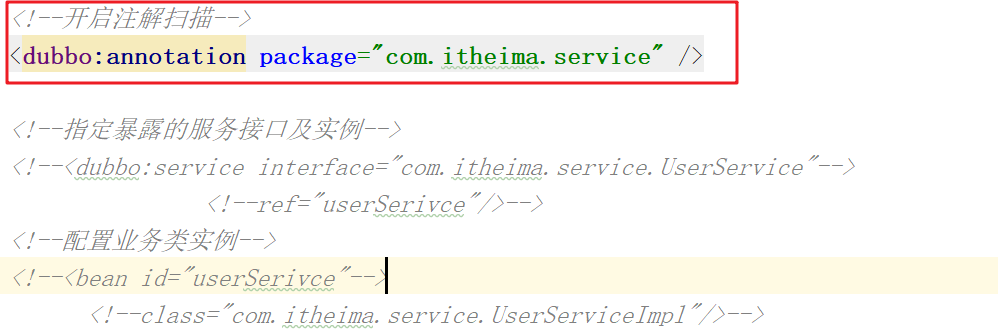 <!--开启注解扫描-->
<dubbo:annotation package="com.itheima.service" />
<!--指定暴露的服务接口及实例-->
<!--<dubbo:service interface="com.itheima.service.UserService"-->
<!--ref="userSerivce"/>-->
<!--配置业务类实例-->
<!--<bean id="userSerivce"-->
<!--class="com.itheima.service.UserServiceImpl"/>-->